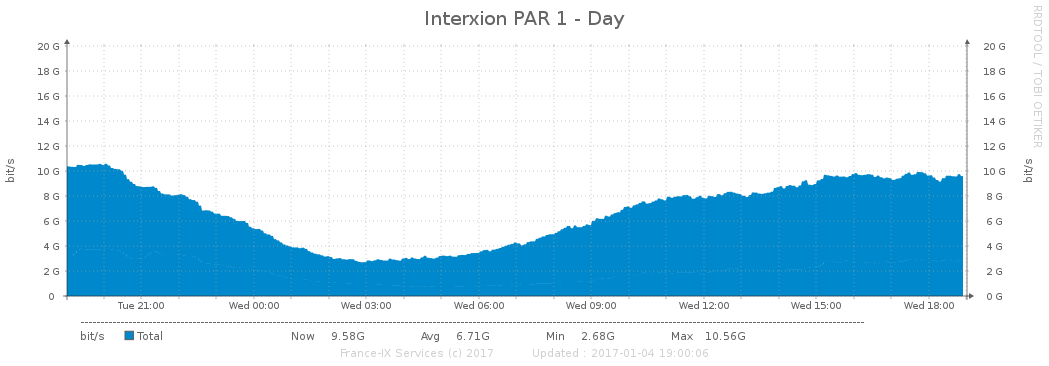 Interxion PAR 1 - Day
RRDTOOL / TOBI OETIKER
20 G 20 G
18 G 18 G
16 G 16 G
14 G 14 G
12 G 12 G
10 G 10 G
8 G 8 G
6 G 6 G
4 G 4 G
2 G 2 G
0 0 G
bit/s
bit/s
Tue 21:00 Wed 00:00 Wed 03:00 Wed 06:00 Wed 09:00 Wed 12:00 Wed 15:00 Wed 18:00
bit/s Total Now 9.58G Avg 6.71G Min 2.68G Max 10.56G
France-IX Services (c) 2017 Updated : 2017-01-04 19:00:06